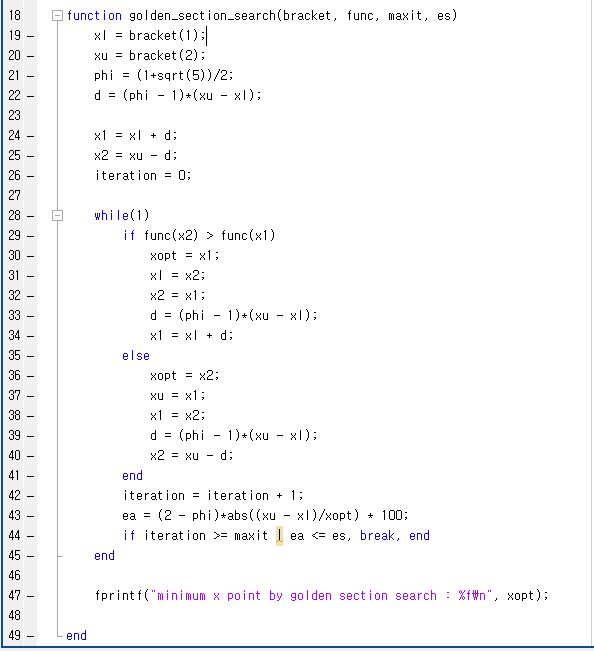 18 function golden_section_search(bracket, func, maxit, es)
19 – xl = bracket(1);
20 – xu = bracket(2);
21 – phi = (1+sqrt(5))/2;
22 – d = (phi - 1)*(xu - xl);
23
24 – x1 = xl + d;
25 – x2 = xu - d;
26 – iteration = 0;
27
28 – while(1)
29 – if func(x2) > func(x1)
30 – xopt = x1;
31 – xl = x2;
32 – x2 = x1;
33 – d = (phi - 1)*(xu - xl);
34 – x1 = xl + d;
35 – else
36 – xopt = x2;
37 – xu = x1;
38 – x1 = x2;
39 – d = (phi - 1)*(xu - xl);
40 – x2 = xu - d;
41 – end
42 – iteration = iteration + 1;
43 – ea = (2 - phi)*abs((xu - xl)/xopt) * 100;
44 – if iteration >= maxit | ea <= es, break, end
45 – end
46
47 – fprintf("minimum x point by golden section search : %f₩n", xopt);
48
49 – end